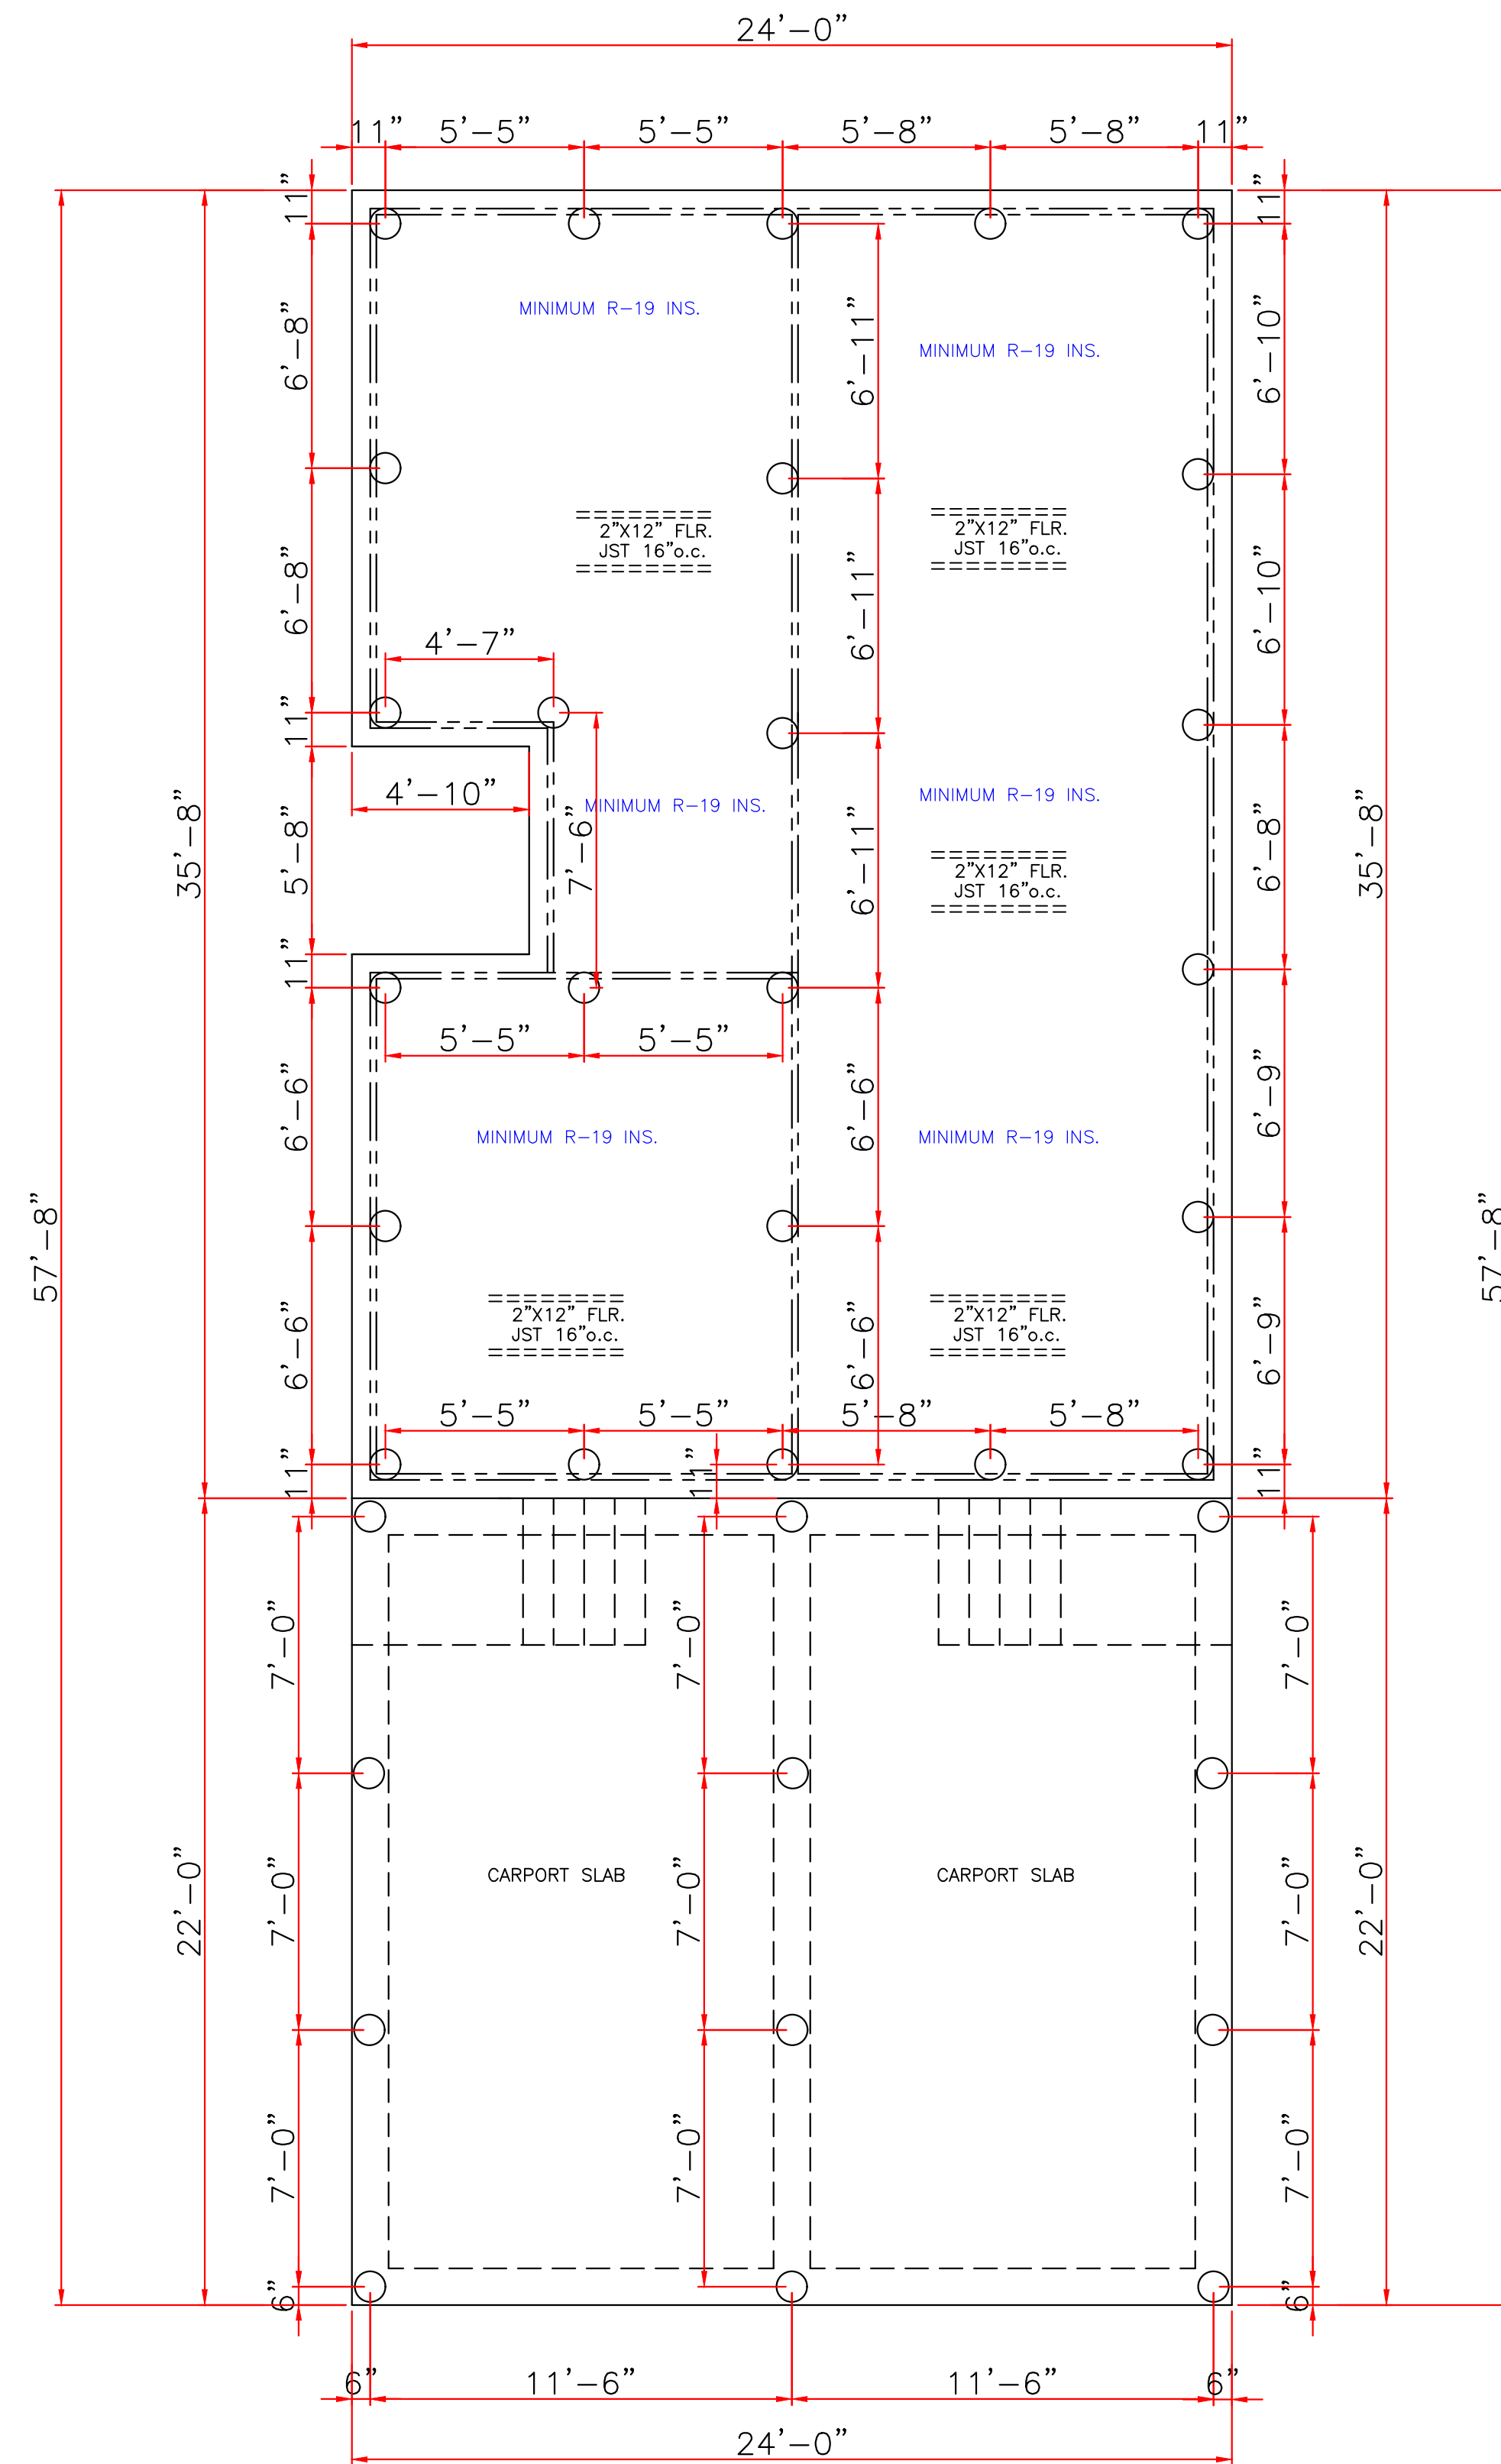 24'-0"
11" 5'-5" 5'-5" 5'-8" 5'-8" 11"
11" 11"
MINIMUM R-19 INS.
6'-8" 6'-11" 6'-10"
MINIMUM R-19 INS.
2"X12" FLR. 2"X12" FLR.
JST 16"o.c. JST 16"o.c.
6'-8" 6'-11" 6'-10"
4'-7"
11"
4'-10"
MINIMUM R-19 INS.
MINIMUM R-19 INS.
35'-8" 5'-8" 7'-6" 6'-11" 6'-8" 35'-8"
2"X12" FLR.
JST 16"o.c.
11"
5'-5" 5'-5"
6'-6" 6'-6" 6'-9"
MINIMUM R-19 INS. MINIMUM R-19 INS.
57'-8" 57'-8"
2"X12" FLR. 2"X12" FLR.
JST 16"o.c. JST 16"o.c.
6'-6" 6'-6" 6'-9"
5'-5" 5'-5" 5'-8" 5'-8"
11" 11" 11"
7'-0" 7'-0" 7'-0"
CARPORT SLAB CARPORT SLAB
22'-0" 7'-0" 7'-0" 7'-0" 22'-0"
7'-0" 7'-0" 7'-0"
6" 6"
6" 11'-6" 11'-6" 6"
24'-0"